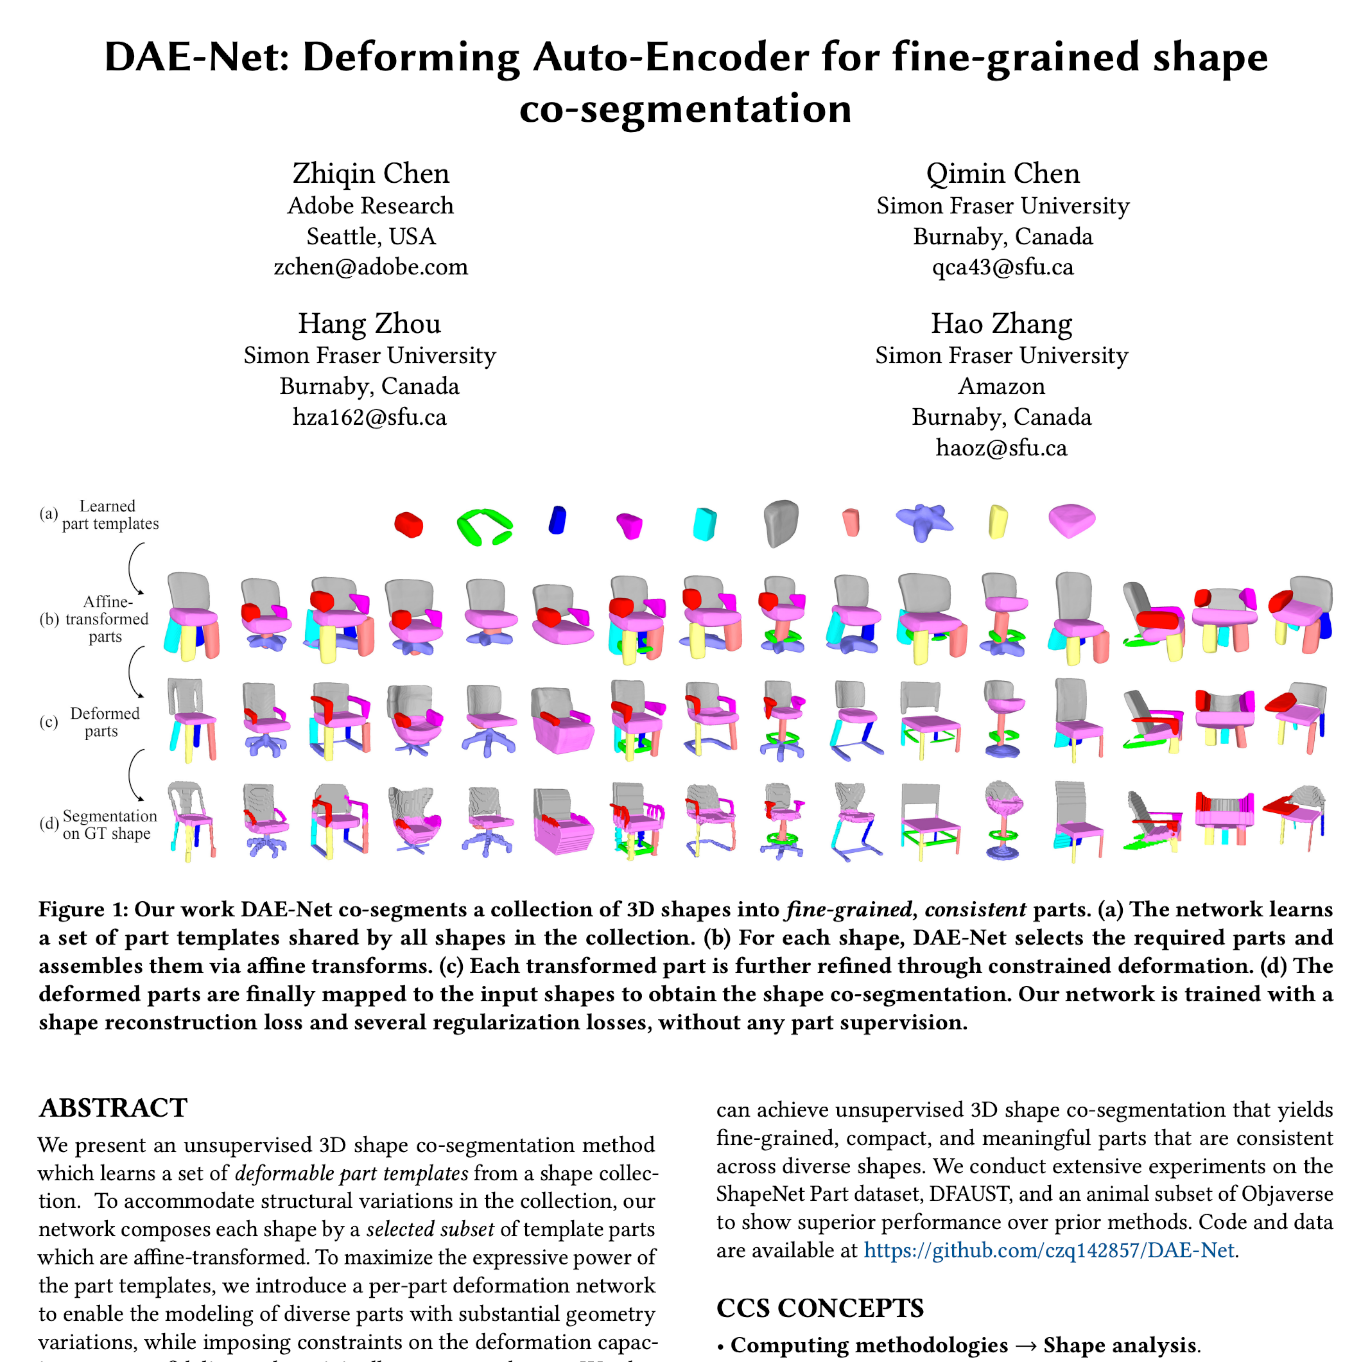 DAE-Net: Deforming Auto-Encoder for fine-grained shape
co-segmentation
Zhiqin Chen
Adobe Research
Seattle, USA
zchen@adobe.com
Qimin Chen
Simon Fraser University
Burnaby, Canada
qca43@sfu.ca
Hang Zhou
Simon Fraser University
Burnaby, Canada
hza162@sfu.ca
Hao Zhang
Simon Fraser University
Amazon
Burnaby, Canada
haoz@sfu.ca
(a) Learned
part templates
(b) Affine-
transformed
parts
(c) Deformed
parts
(d) Segmentation
on GT shape
Figure 1: Our work DAE-Net co-segments a collection of 3D shapes into fine-grained, consistent parts. (a) The network learns
a set of part templates shared by all shapes in the collection. (b) For each shape, DAE-Net selects the required parts and
assembles them via affine transforms. (c) Each transformed part is further refined through constrained deformation. (d) The
deformed parts are finally mapped to the input shapes to obtain the shape co-segmentation. Our network is trained with a
shape reconstruction loss and several regularization losses, without any part supervision.
ABSTRACT
We present an unsupervised 3D shape co-segmentation method
which learns a set of deformable part templates from a shape collec-
tion. To accommodate structural variations in the collection, our
network composes each shape by a selected subset of template parts
which are affine-transformed. To maximize the expressive power of
the part templates, we introduce a per-part deformation network
to enable the modeling of diverse parts with substantial geometry
variations, while imposing constraints on the deformation capac-
can achieve unsupervised 3D shape co-segmentation that yields
fine-grained, compact, and meaningful parts that are consistent
across diverse shapes. We conduct extensive experiments on the
ShapeNet Part dataset, DFAUST, and an animal subset of Objaverse
to show superior performance over prior methods. Code and data
are available at https://github.com/czq142857/DAE-Net.
CCS CONCEPTS
• Computing methodologies → Shape analysis.